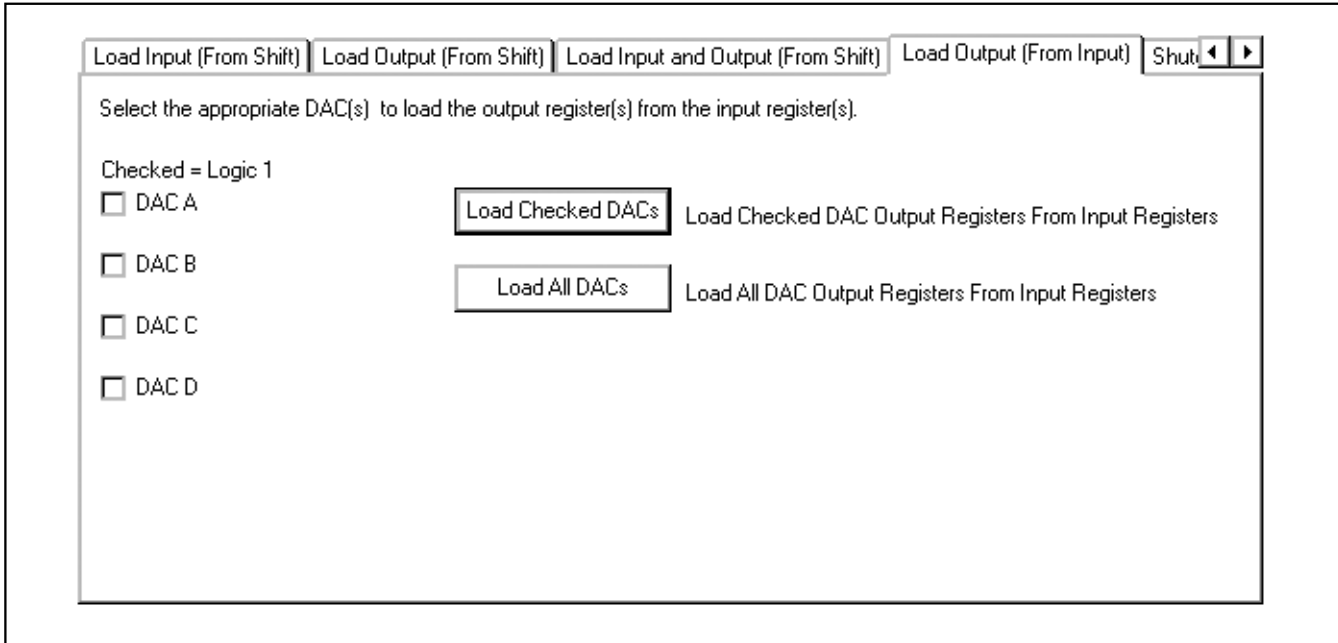 Load Input (From Shift)
Load Output (From Shift)
Load Input and Output (From Shift)
Load Output (From Input)
Select the appropriate DAC(s) to load the output register(s) from the input register(s).
Checked = Logic 1
DAC A
Load Checked DACs
Load Checked DAC Output Registers From Input Registers
DAC B
Load All DACs
Load All DAC Output Registers From Input Registers
DAC C
DAC D